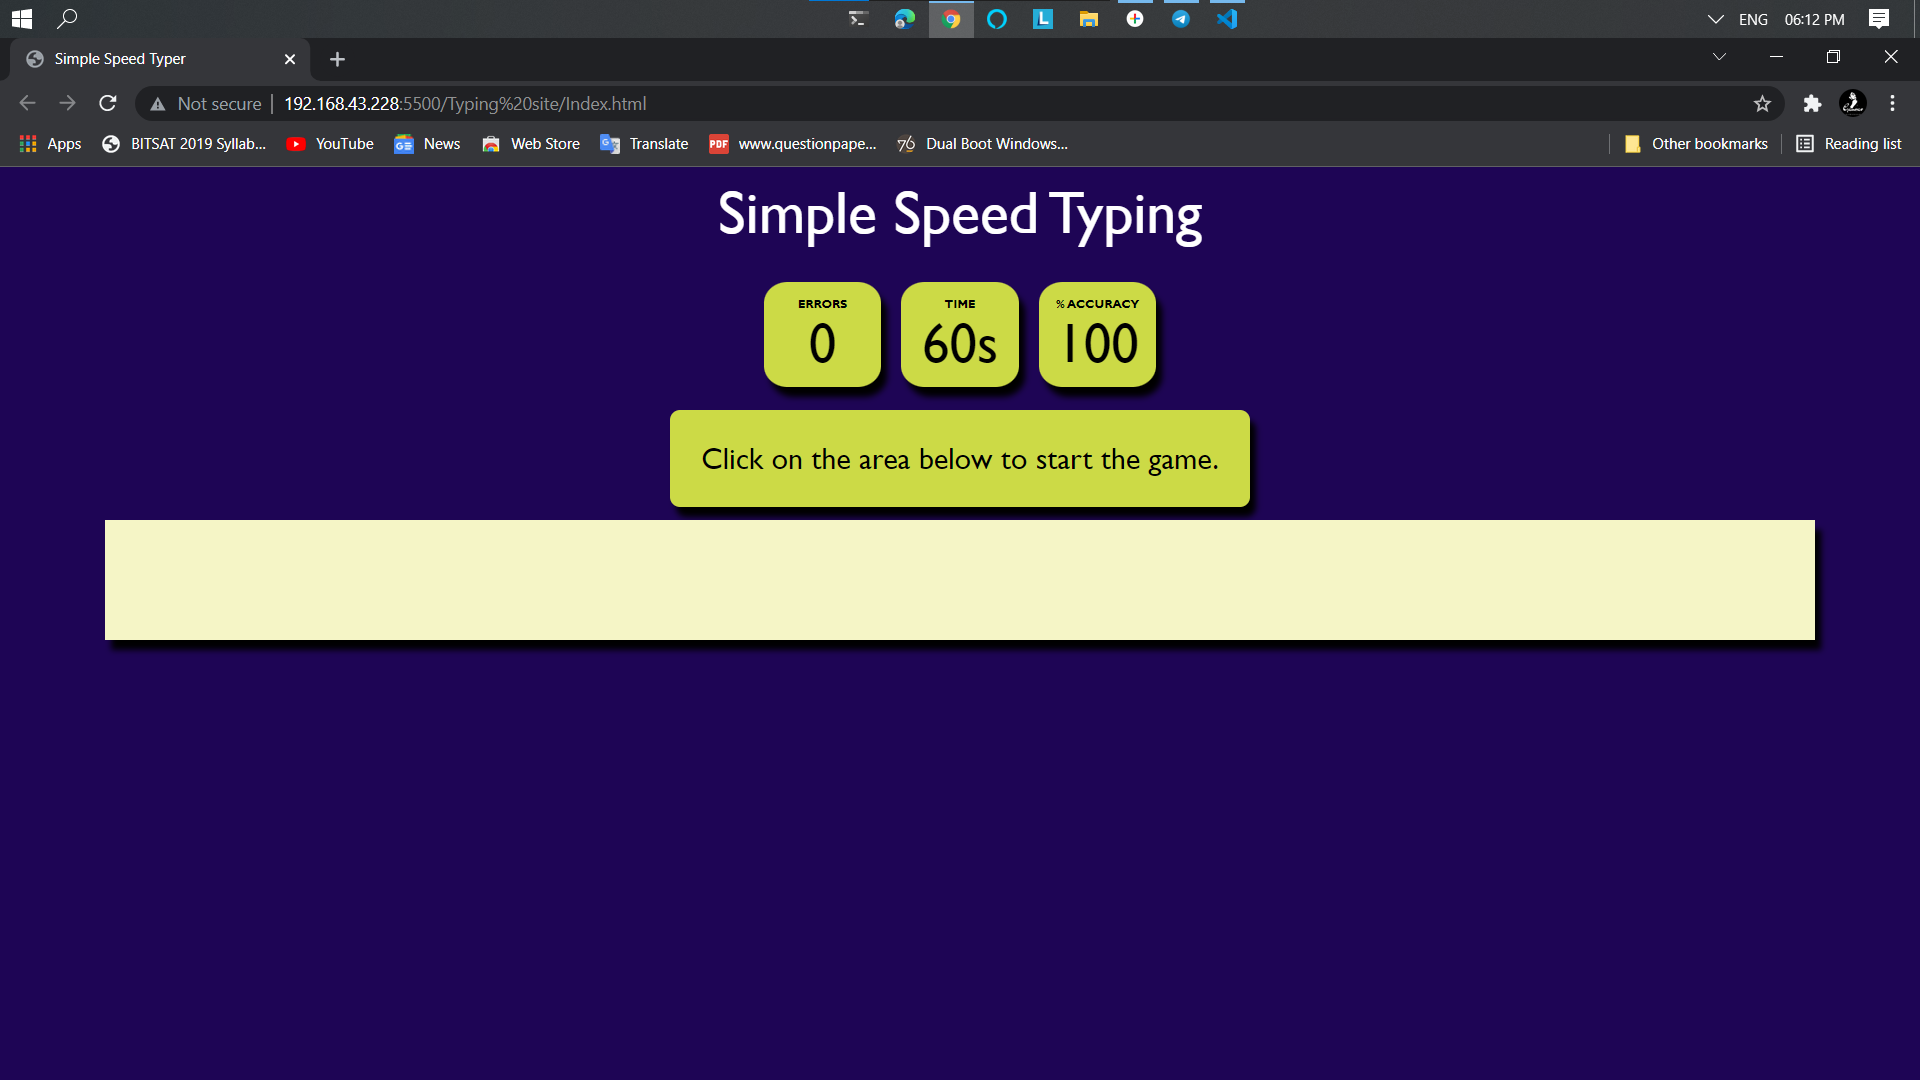 ENG 06:12 PM
Simple Speed Typer
Not secure 192.168.43.228:5500/Typing%20site/Index.html
Apps BITSAT 2019 Syllab... YouTube News Web Store Translate PDF www.questionpape... Dual Boot Windows... Other bookmarks Reading list
Simple Speed Typing
ERRORS TIME % ACCURACY
0 60s 100
Click on the area below to start the game.